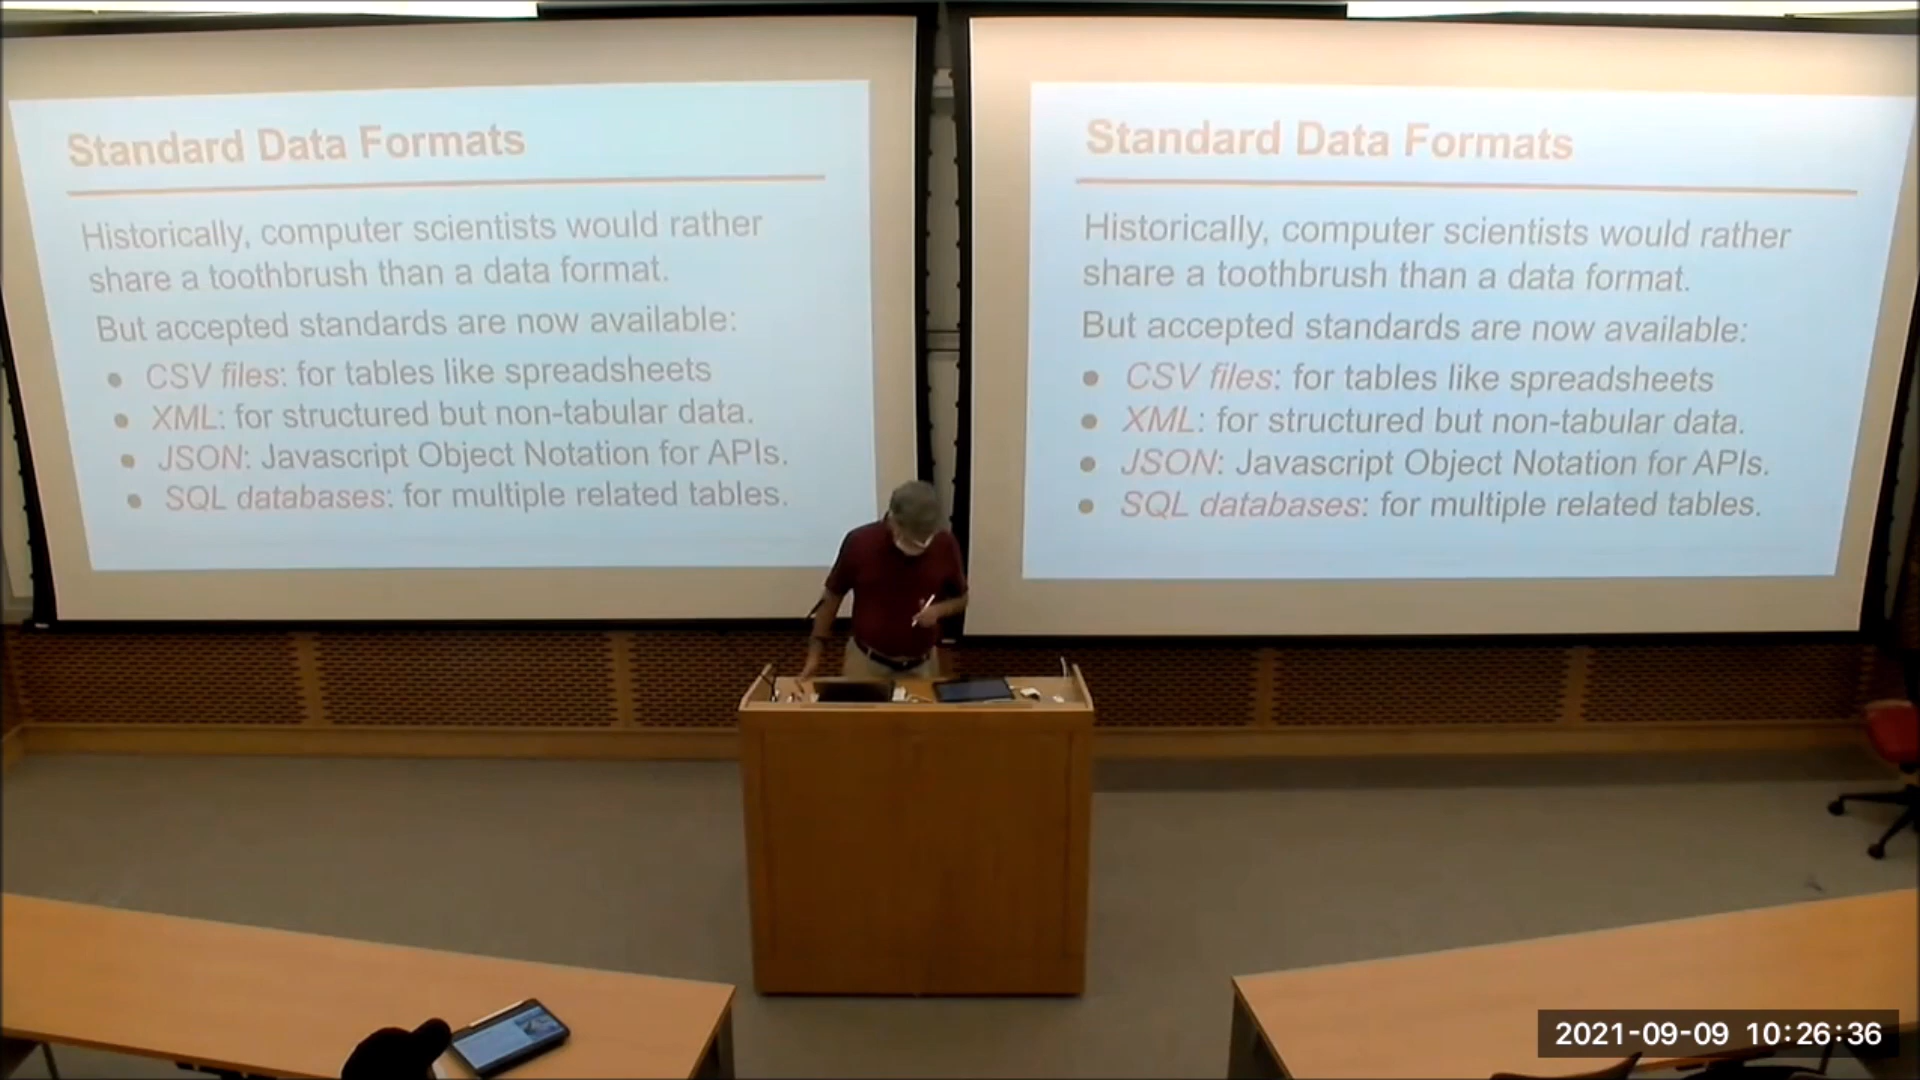 Standard Data Formats
Historically, computer scientists would rather
share a toothbrush than a data format.
But accepted standards are now available:
● CSV files: for tables like spreadsheets
● XML: for structured but non-tabular data.
● JSON: Javascript Object Notation for APIs.
● SQL databases: for multiple related tables.
Standard Data Formats
Historically, computer scientists would rather
share a toothbrush than a data format.
But accepted standards are now available:
● CSV files: for tables like spreadsheets
● XML: for structured but non-tabular data.
● JSON: Javascript Object Notation for APIs.
● SQL databases: for multiple related tables.
2021-09-09 10:26:36